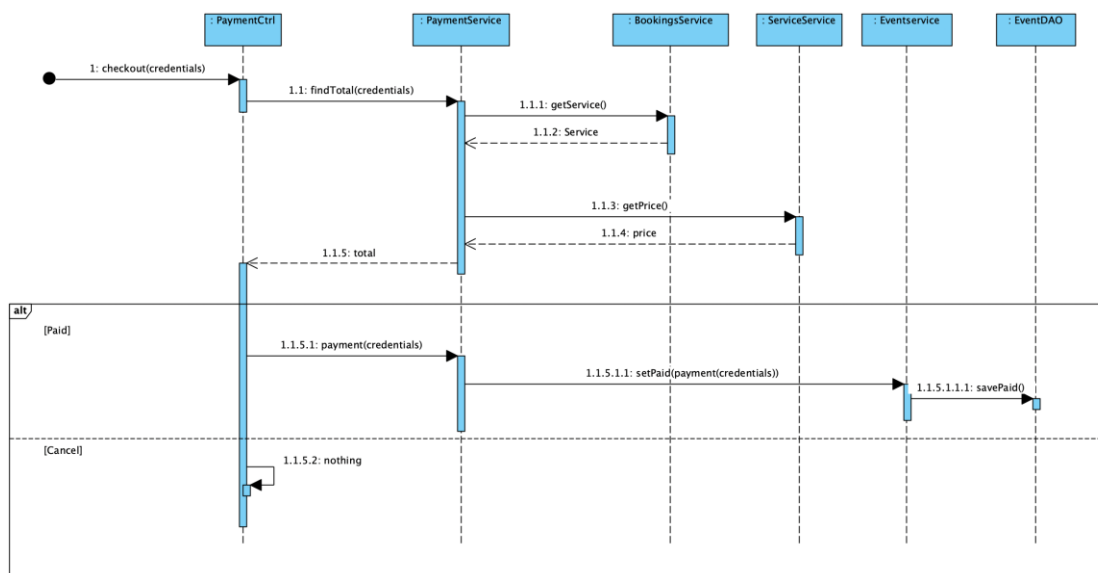 : PaymentCtrl
: PaymentService
: BookingsService
: ServiceService
: Eventservice
: EventDAO
1: checkout(credentials)
1.1: findTotal(credentials)
1.1.1: getService()
1.1.2: Service
1.1.3: getPrice()
1.1.4: price
1.1.5: total
alt
[Paid]
1.1.5.1: payment(credentials)
1.1.5.1.1: setPaid(payment(credentials))
1.1.5.1.1.1: savePaid()
[Cancel]
1.1.5.2: nothing